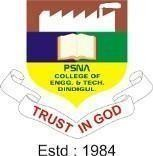 PSNA
COLLEGE OF
ENGG. & TECH.
DINDIGUL.
TRUST IN GOD
Estd : 1984